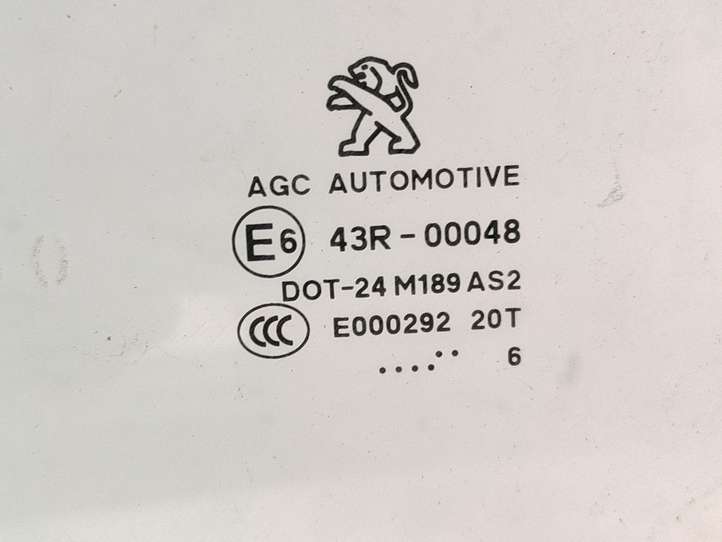 AGC AUTOMOTIVE
E6 43R-00048
DOT-24 M189 AS2
CCC E000292 20T
....·· 6